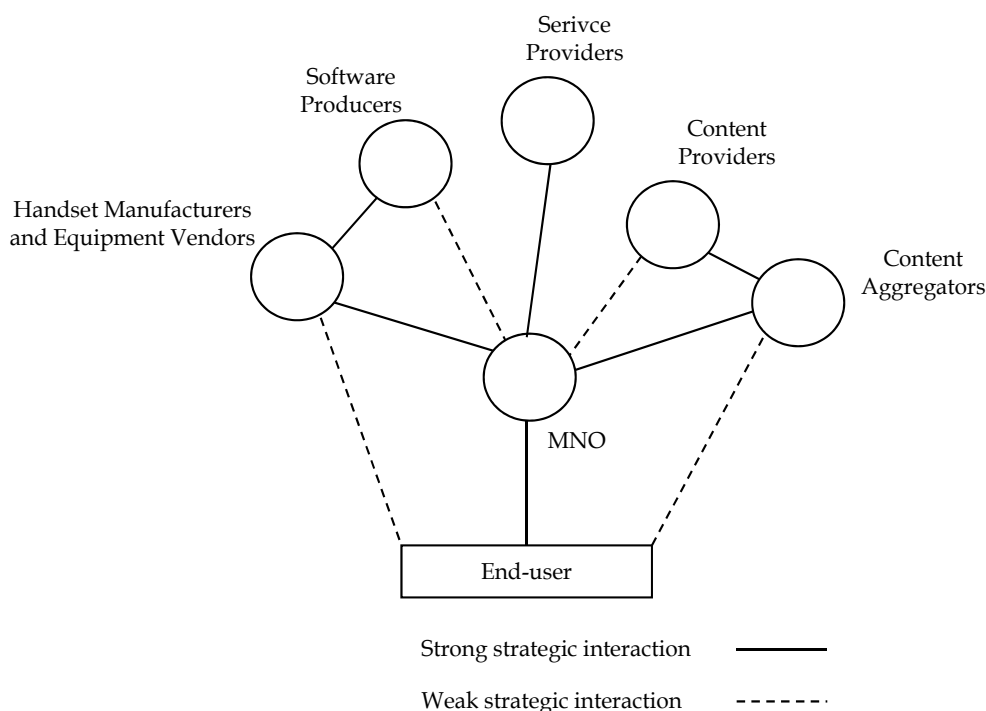 Serivce
Providers
Software
Producers
Content
Providers
Handset Manufacturers
and Equipment Vendors
Content
Aggregators
MNO
End-user
Strong strategic interaction
Weak strategic interaction